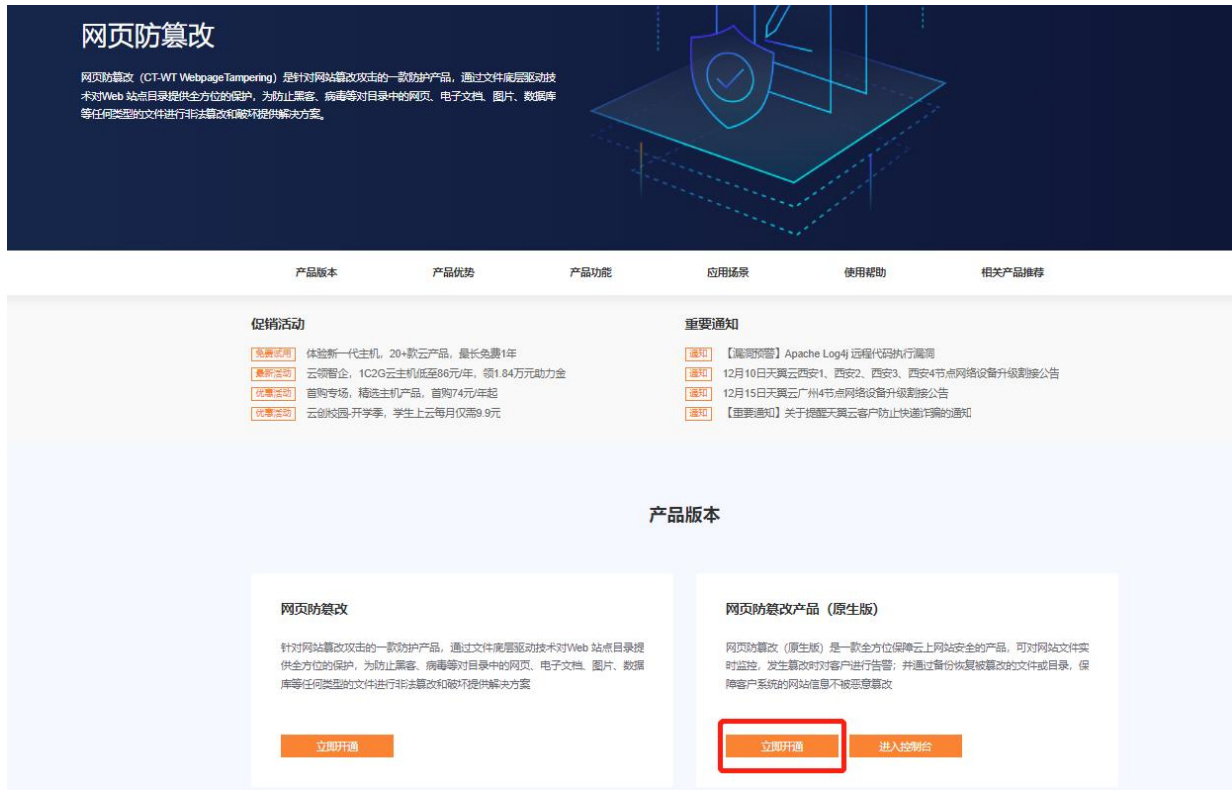 网页防篡改
网页防篡改（CT-WT WebpageTampering）是针对网站篡改攻击的一款防护产品，通过文件底层驱动技
术对Web 站点目录提供全方位的保护，为防止黑客、病毒等对目录中的网页、电子文档、图片、数据库
等任何类型的文件进行非法篡改和破坏提供解决方案。
产品版本 产品优势 产品功能 应用场景 使用帮助 相关产品推荐
促销活动
免费试用 体验新一代主机，20+款云产品，最长免费1年
最新活动 云领智企，1C2G云主机低至86元/年，领1.84万元助力金
优惠活动 首购专场，精选主机产品，首购74元/年起
优惠活动 云创校园-开学季，学生上云每月仅需9.9元
重要通知
通知 【漏洞预警】Apache Log4j 远程代码执行漏洞
通知 12月10日天翼云西安1、西安2、西安3、西安4节点网络设备升级割接公告
通知 12月15日天翼云广州4节点网络设备升级割接公告
通知 【重要通知】关于提醒天翼云客户防止快递诈骗的通知
产品版本
网页防篡改
针对网站篡改攻击的一款防护产品，通过文件底层驱动技术对Web 站点目录提
供全方位的保护，为防止黑客、病毒等对目录中的网页、电子文档、图片、数据
库等任何类型的文件进行非法篡改和破坏提供解决方案
立即开通
网页防篡改产品（原生版）
网页防篡改（原生版）是一款全方位保障云上网站安全的产品，可对网站文件实
时监控，发生篡改时对客户进行告警；并通过备份恢复被篡改的文件或目录，保
障客户系统的网站信息不被恶意篡改
立即开通 进入控制台